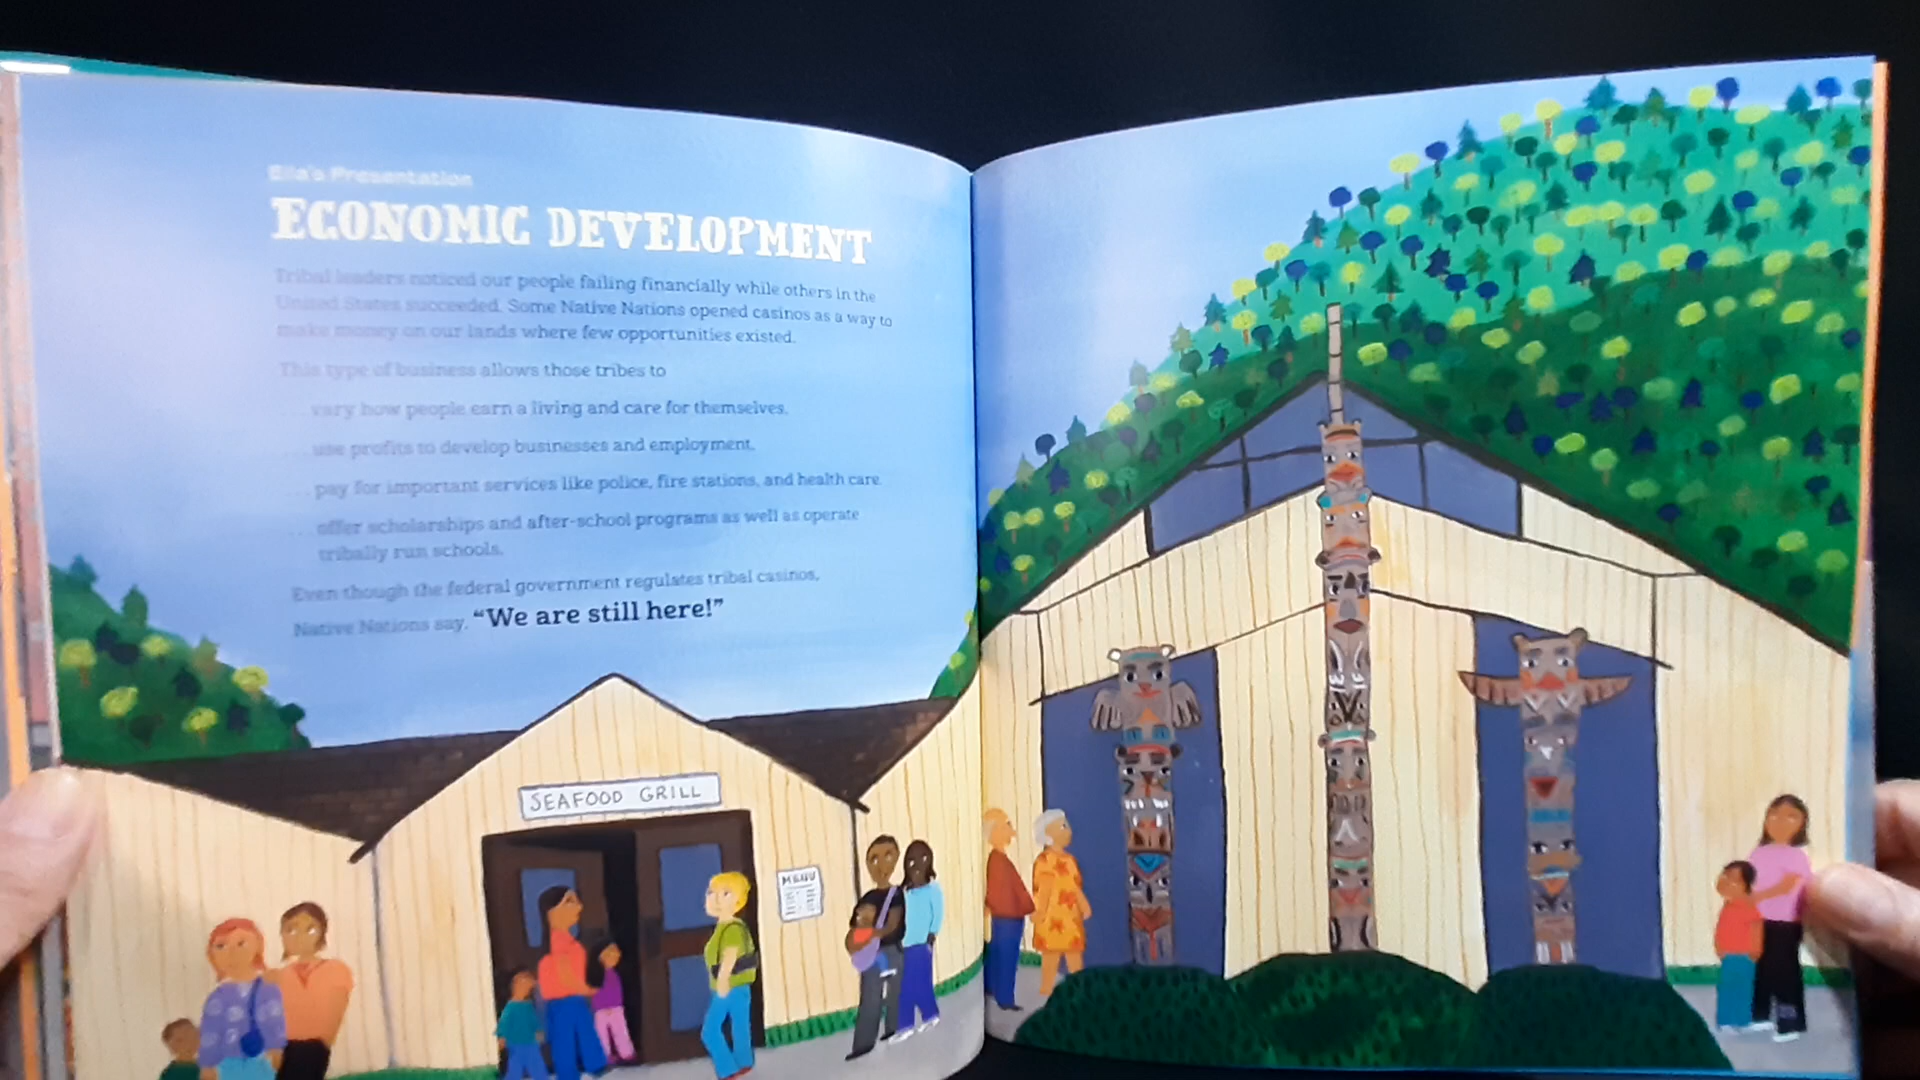 Ella's Presentation
ECONOMIC DEVELOPMENT
Tribal leaders noticed our people failing financially while others in the
United States succeeded. Some Native Nations opened casinos as a way to
make money on our lands where few opportunities existed.
This type of business allows those tribes to
. . . vary how people earn a living and care for themselves.
. . . use profits to develop businesses and employment.
. . . pay for important services like police, fire stations, and health care.
. . . offer scholarships and after-school programs as well as operate
tribally run schools.
Even though the federal government regulates tribal casinos,
Native Nations say, “We are still here!”
SEAFOOD GRILL
MENU